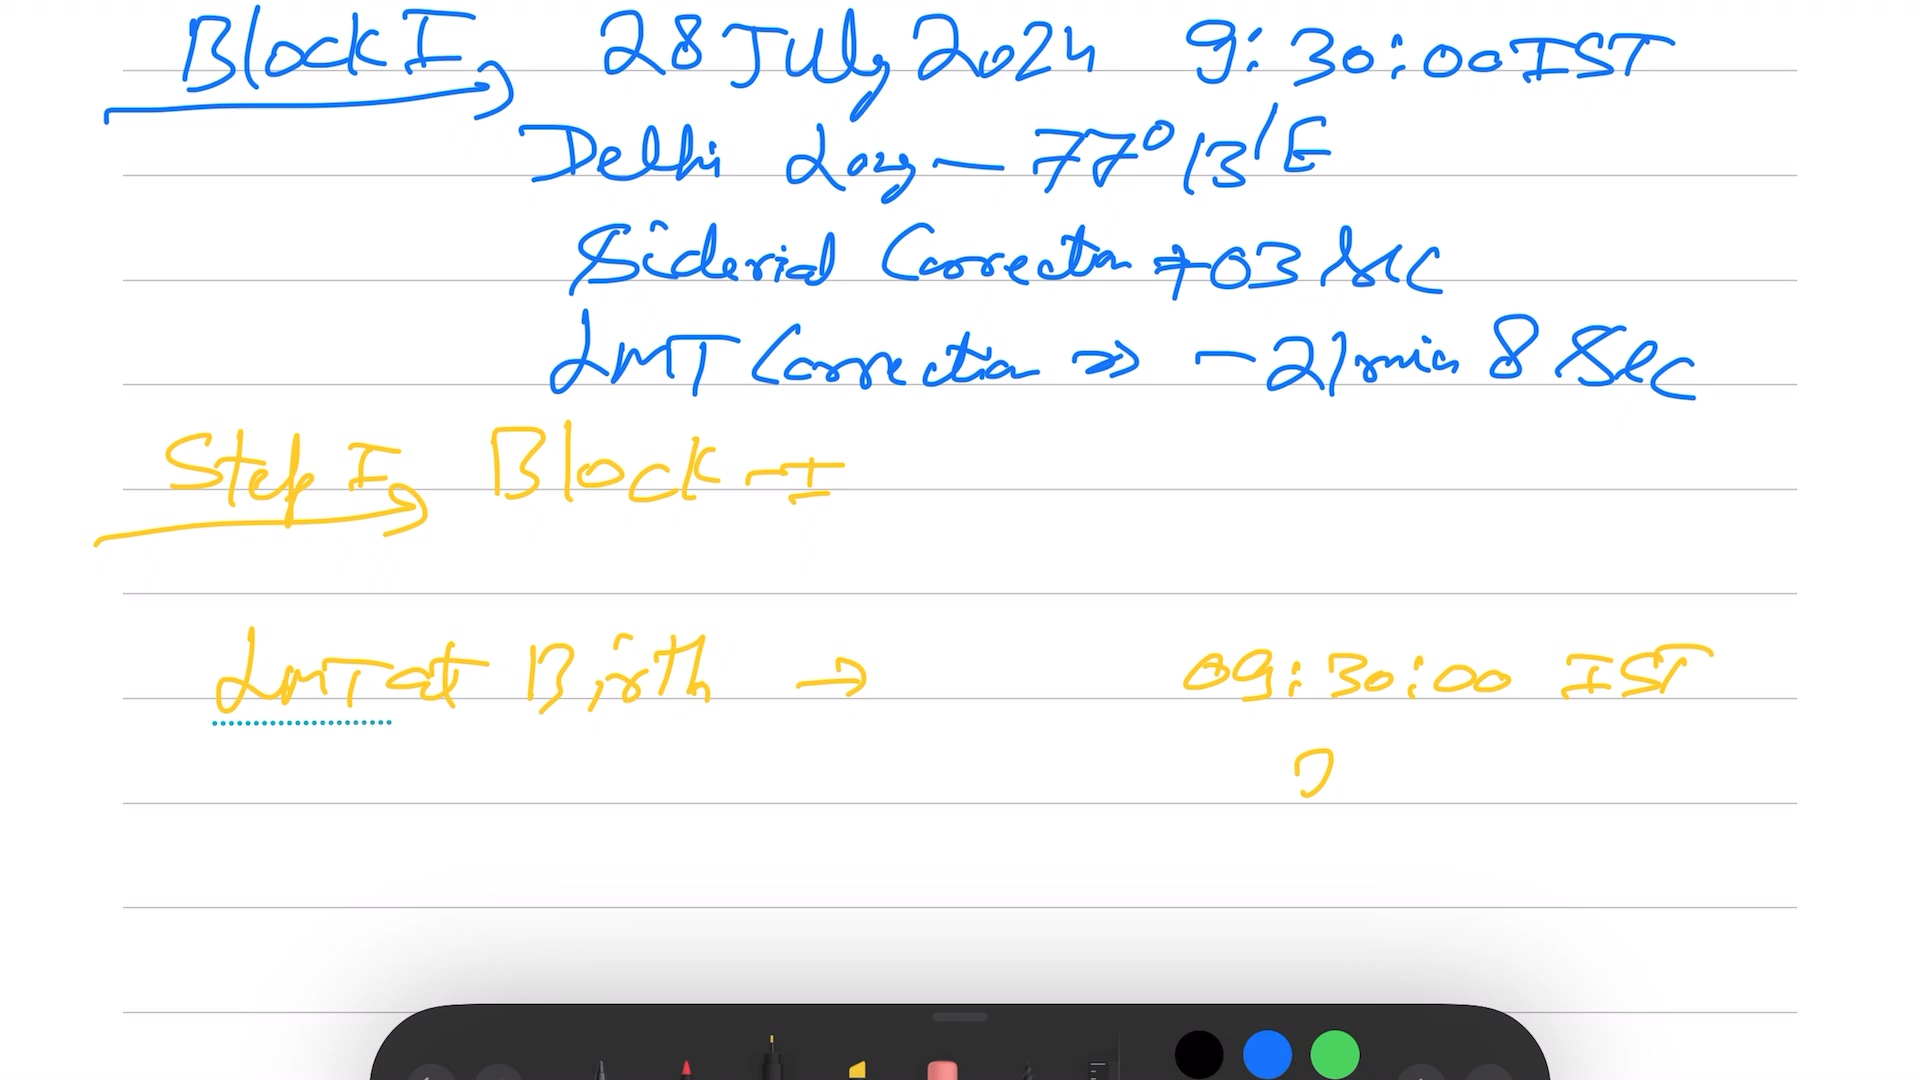 Block I 28 July 2024 9:30:00 IST
Delhi Long — 77° 13' E
Siderial Correction +03 Sec
LMT Correction ⇒ -21 min 8 Sec
Step I Block - I
LMT at Birth → 09:30:00 IST